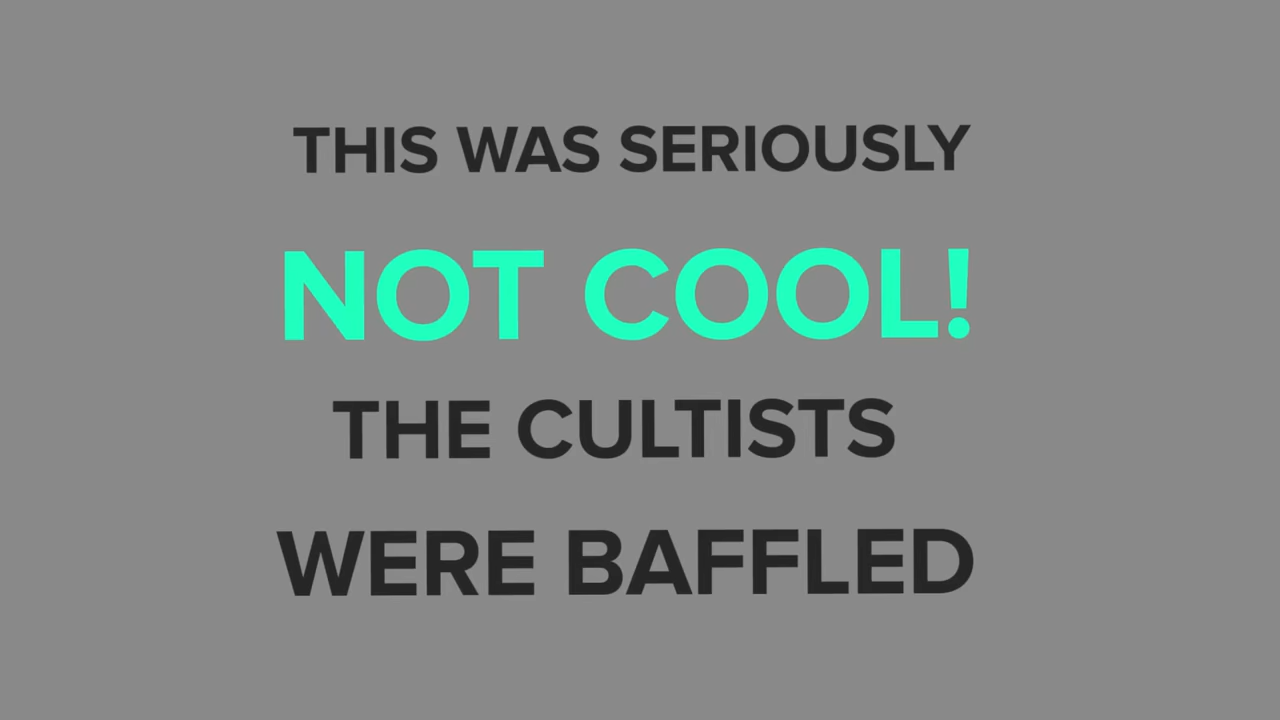 THIS WAS SERIOUSLY
NOT COOL!
THE CULTISTS
WERE BAFFLED